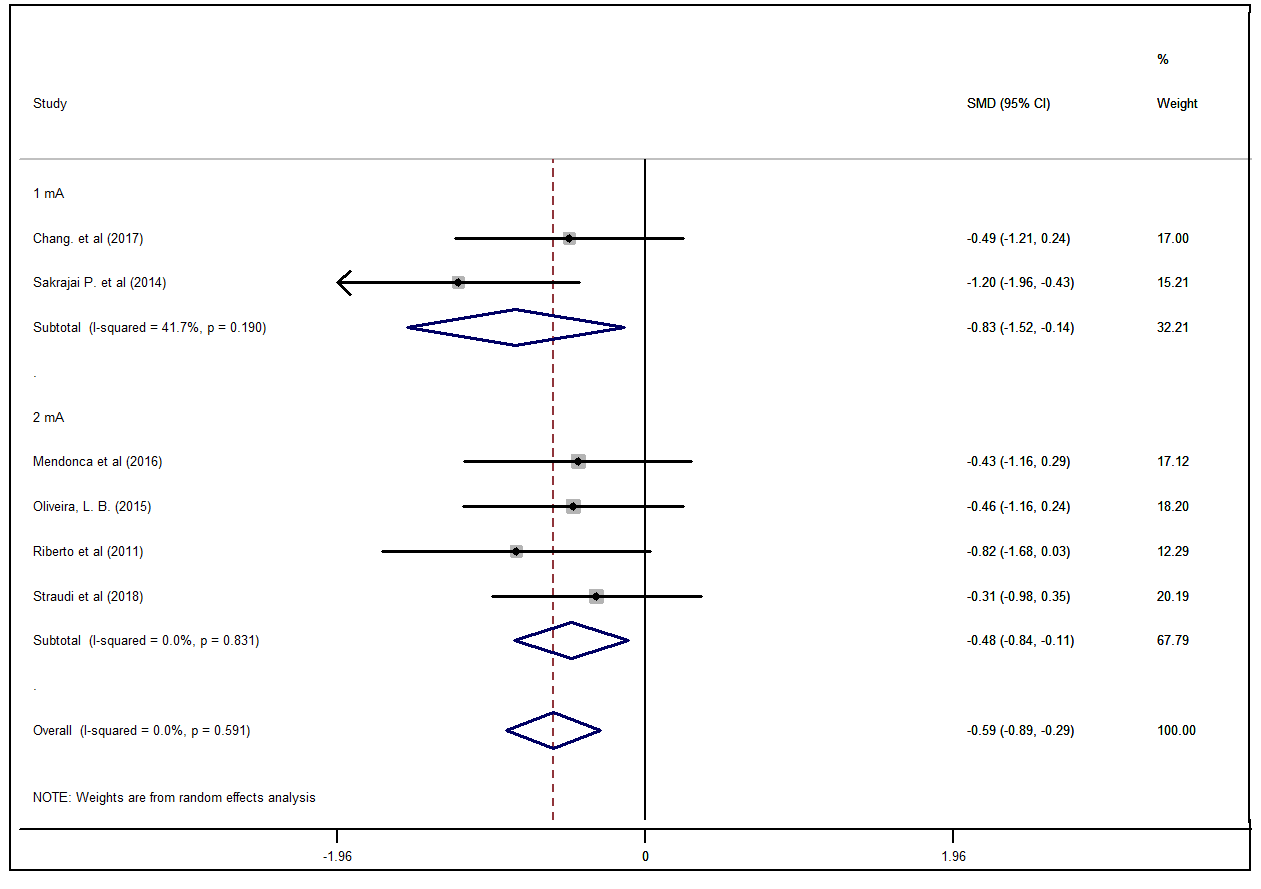 %
Study SMD (95% CI) Weight
1 mA
Chang. et al (2017) -0.49 (-1.21, 0.24) 17.00
Sakrajai P. et al (2014) -1.20 (-1.96, -0.43) 15.21
Subtotal (I-squared = 41.7%, p = 0.190) -0.83 (-1.52, -0.14) 32.21
.
2 mA
Mendonca et al (2016) -0.43 (-1.16, 0.29) 17.12
Oliveira, L. B. (2015) -0.46 (-1.16, 0.24) 18.20
Riberto et al (2011) -0.82 (-1.68, 0.03) 12.29
Straudi et al (2018) -0.31 (-0.98, 0.35) 20.19
Subtotal (I-squared = 0.0%, p = 0.831) -0.48 (-0.84, -0.11) 67.79
.
Overall (I-squared = 0.0%, p = 0.591) -0.59 (-0.89, -0.29) 100.00
NOTE: Weights are from random effects analysis
-1.96 0 1.96